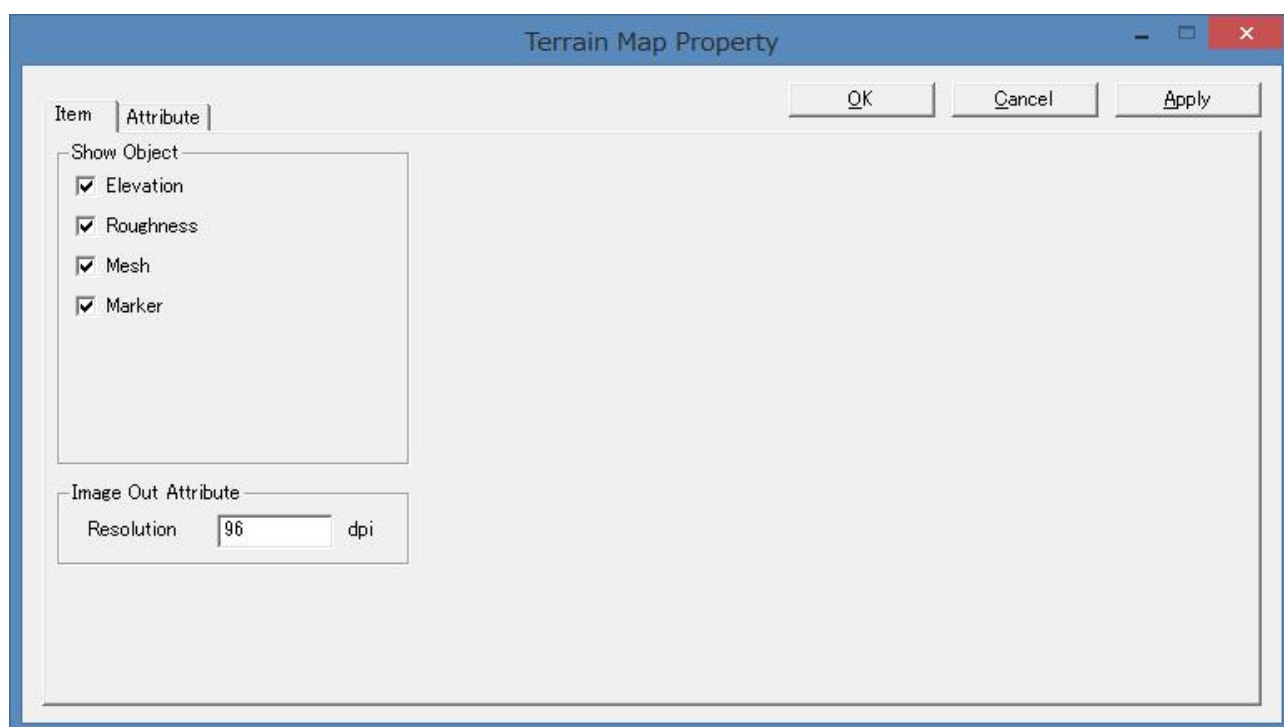 Terrain Map Property
OK Cancel Apply
Item Attribute
Show Object
Elevation
Roughness
Mesh
Marker
Image Out Attribute
Resolution 96 dpi